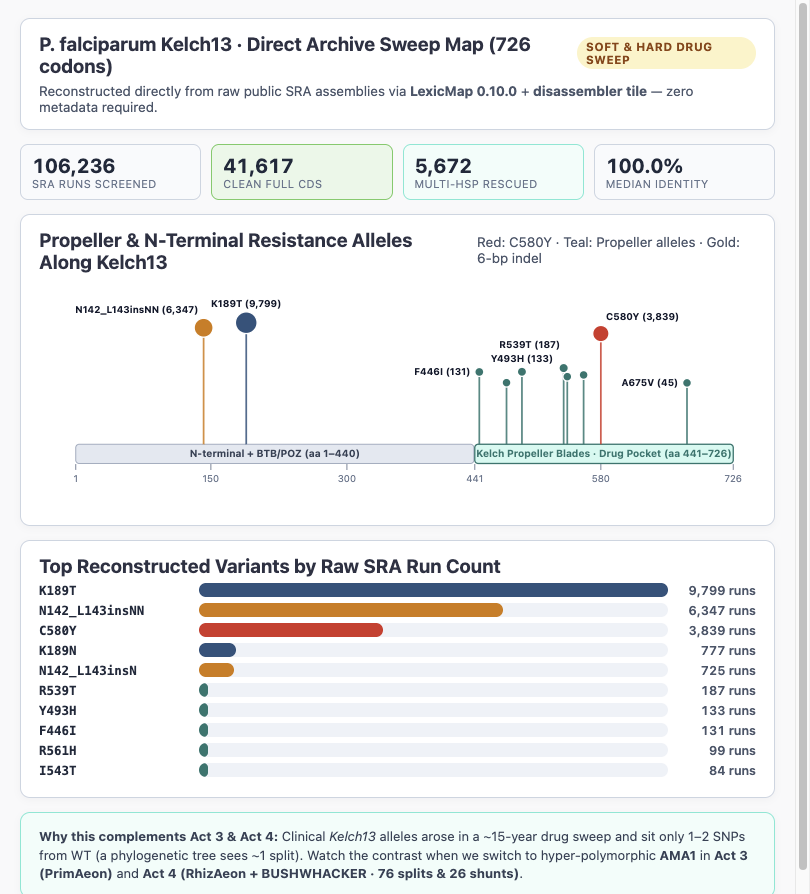 P. falciparum Kelch13 · Direct Archive Sweep Map (726
codons)
SOFT & HARD DRUG
SWEEP
Reconstructed directly from raw public SRA assemblies via LexicMap 0.10.0 + disassembler tile — zero
metadata required.
106,236
SRA RUNS SCREENED
41,617
CLEAN FULL CDS
5,672
MULTI-HSP RESCUED
100.0%
MEDIAN IDENTITY
Propeller & N-Terminal Resistance Alleles
Along Kelch13
Red: C580Y · Teal: Propeller alleles · Gold:
6-bp indel
N142_L143insNN (6,347)
K189T (9,799)
C580Y (3,839)
R539T (187)
Y493H (133)
F446I (131)
A675V (45)
N-terminal + BTB/POZ (aa 1–440)
Kelch Propeller Blades · Drug Pocket (aa 441–726)
1 150 300 441 580 726
Top Reconstructed Variants by Raw SRA Run Count
K189T 9,799 runs
N142_L143insNN 6,347 runs
C580Y 3,839 runs
K189N 777 runs
N142_L143insN 725 runs
R539T 187 runs
Y493H 133 runs
F446I 131 runs
R561H 99 runs
I543T 84 runs
Why this complements Act 3 & Act 4: Clinical Kelch13 alleles arose in a ~15-year drug sweep and sit only 1–2 SNPs
from WT (a phylogenetic tree sees ~1 split). Watch the contrast when we switch to hyper-polymorphic AMA1 in Act 3
(PrimAeon) and Act 4 (RhizAeon + BUSHWHACKER · 76 splits & 26 shunts).